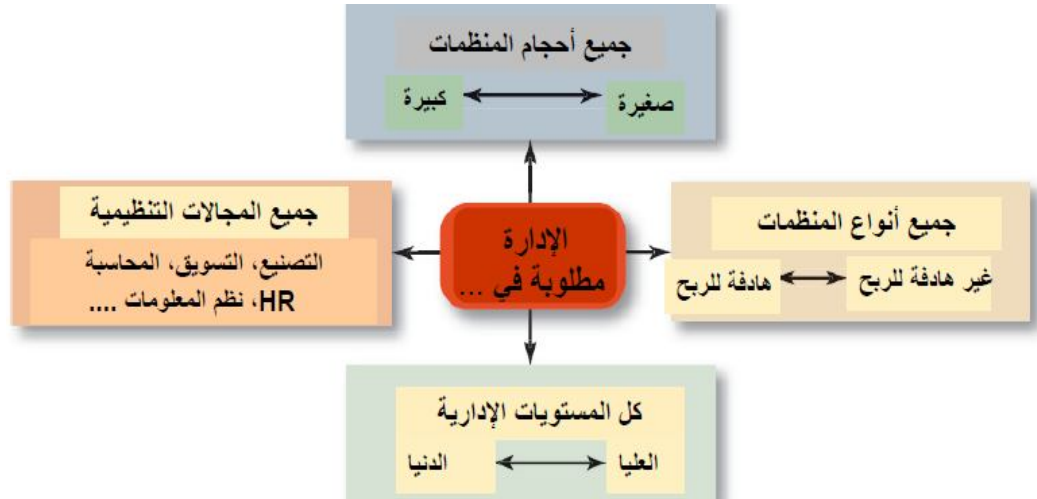 جميع أحجام المنظمات
صغيرة
كبيرة
الإدارة
مطلوبة في ...
جميع أنواع المنظمات
غير هادفة للربح
هادفة للربح
جميع المجالات التنظيمية
التصنيع، التسويق، المحاسبة
HR، نظم المعلومات ....
كل المستويات الإدارية
العليا
الدنيا